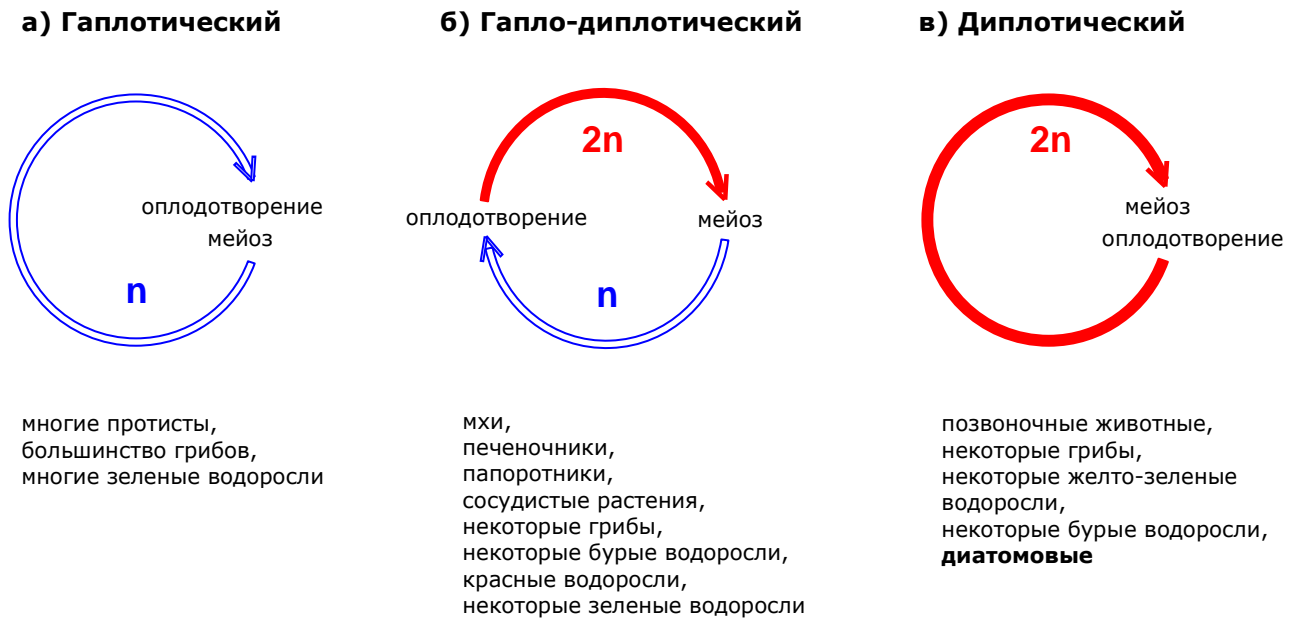 а) Гаплотический
n
оплодотворение
мейоз
многие протисты,
большинство грибов,
многие зеленые водоросли
б) Гапло-диплотический
2n
оплодотворение
мейоз
n
мхи,
печеночники,
папоротники,
сосудистые растения,
некоторые грибы,
некоторые бурые водоросли,
красные водоросли,
некоторые зеленые водоросли
в) Диплотический
2n
мейоз
оплодотворение
позвоночные животные,
некоторые грибы,
некоторые желто-зеленые
водоросли,
некоторые бурые водоросли,
диатомовые